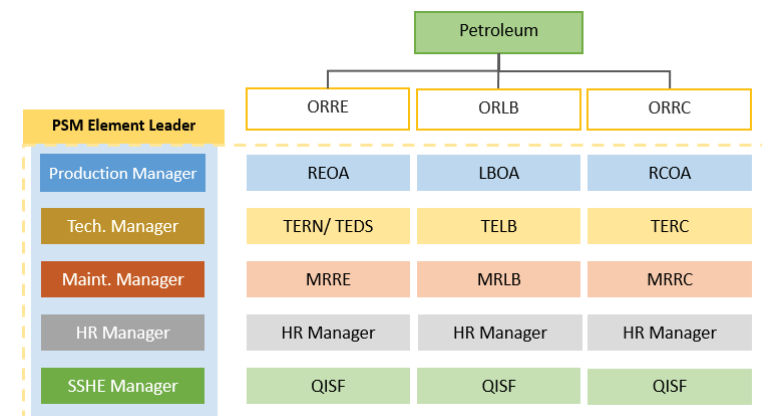 Petroleum
ORRE ORLB ORRC
PSM Element Leader
Production Manager REOA LBOA RCOA
Tech. Manager TERN/ TEDS TELB TERC
Maint. Manager MRRE MRLB MRRC
HR Manager HR Manager HR Manager HR Manager
SSHE Manager QISF QISF QISF